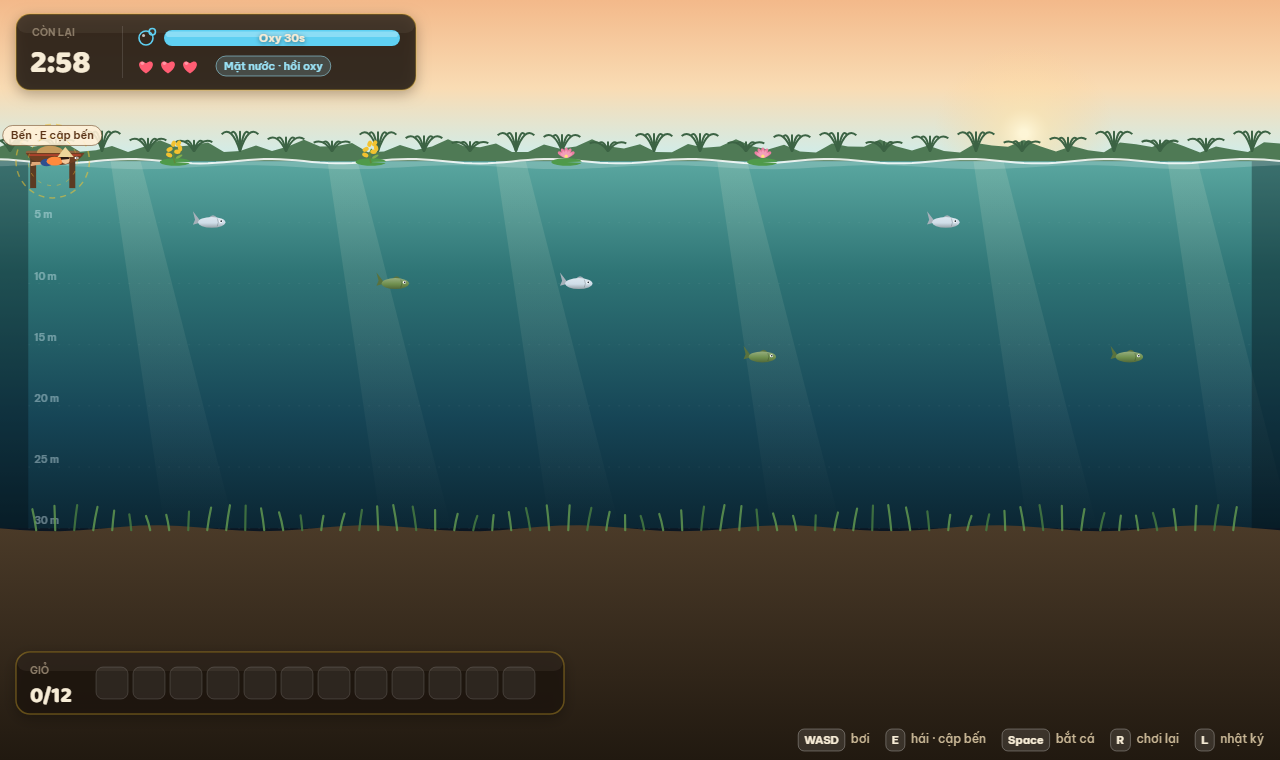 CÒN LẠI
2:58
Oxy 30s
Mặt nước · hồi oxy
Bến · E cập bến
5 m
10 m
15 m
20 m
25 m
30 m
GIỎ
0/12
WASD bơi E hái · cập bến Space bắt cá R chơi lại L nhật ký